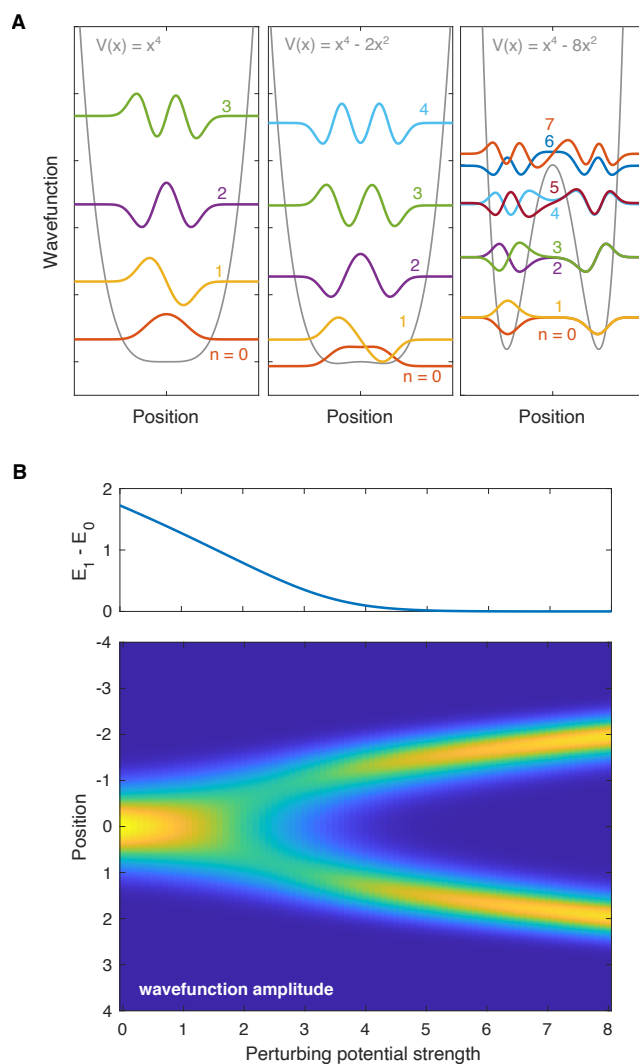 A
V(x) = x⁴
V(x) = x⁴ - 2x²
V(x) = x⁴ - 8x²
Wavefunction
3
2
1
n = 0
Position
4
3
2
1
n = 0
Position
7
6
5
4
3
2
1
n = 0
Position
B
E₁ - E₀
2
1
0
Position
-4
-3
-2
-1
0
1
2
3
4
wavefunction amplitude
0 1 2 3 4 5 6 7 8
Perturbing potential strength